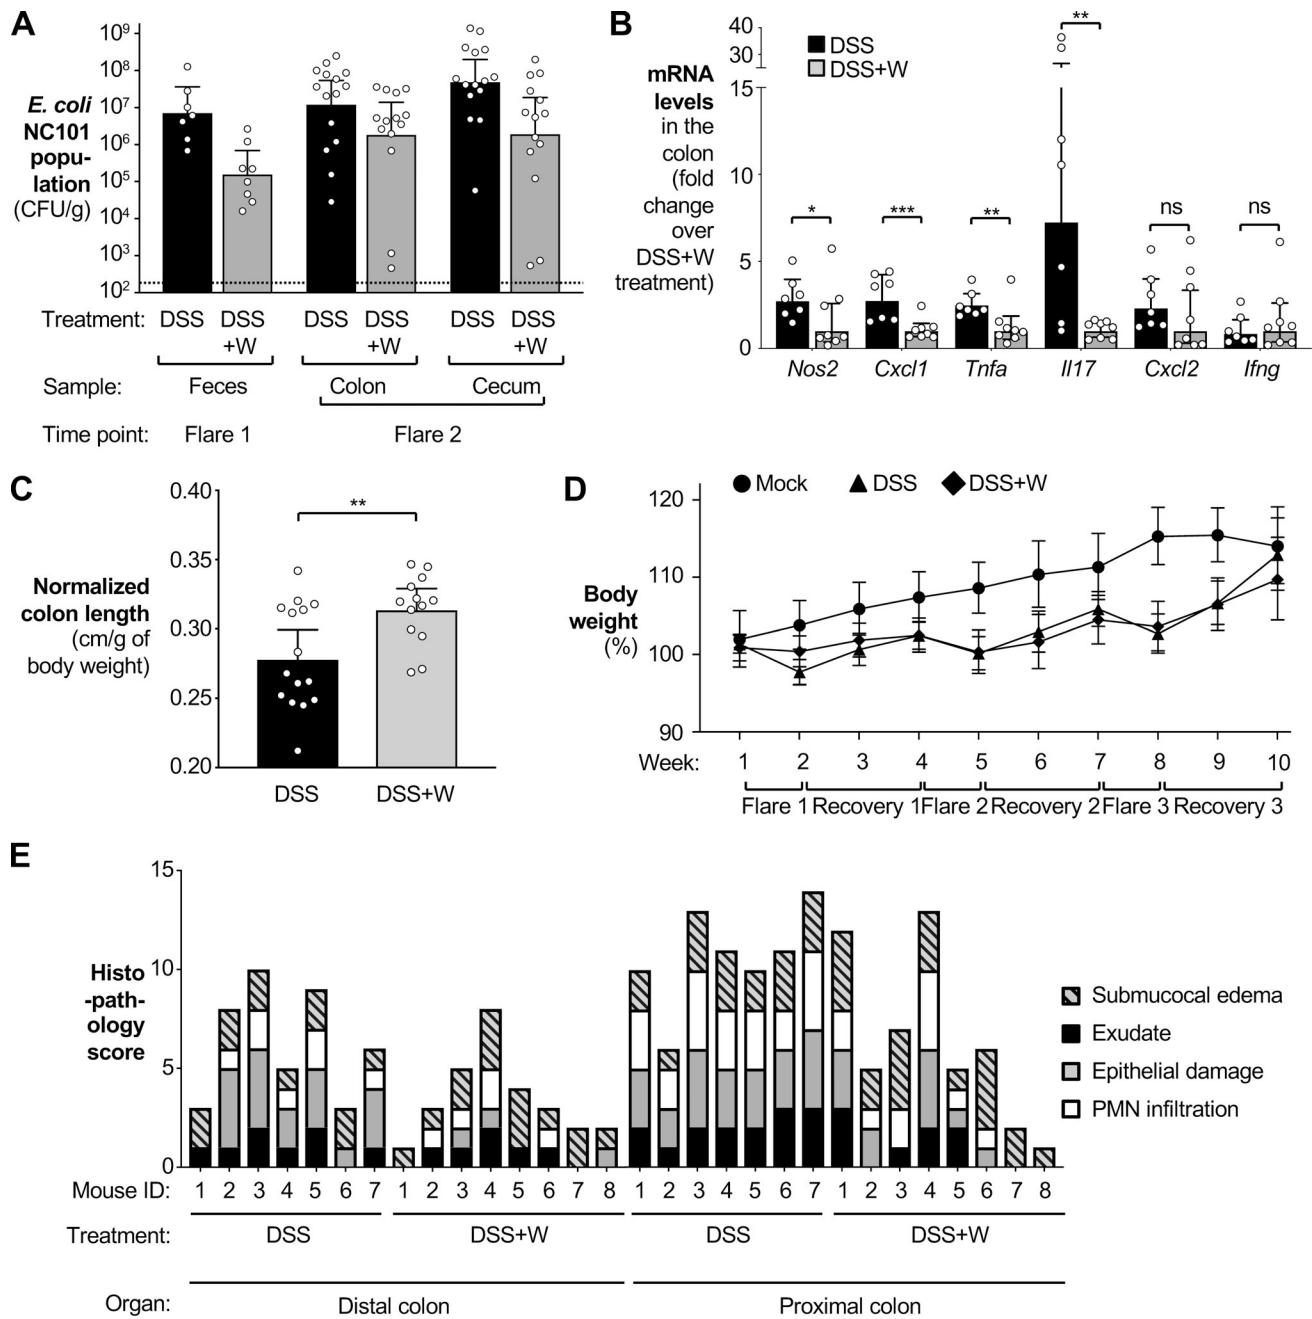 A
E. coli
NC101
popu-
lation
(CFU/g)
10⁹
10⁸
10⁷
10⁶
10⁵
10⁴
10³
10²
Treatment: DSS DSS +W DSS DSS +W DSS DSS +W
Sample: Feces Colon Cecum
Time point: Flare 1 Flare 2
B
mRNA
levels
in the
colon
(fold
change
over
DSS+W
treatment)
40
30
15
10
5
0
DSS
DSS+W
* *** ** ** ns ns
Nos2 Cxcl1 Tnfa Il17 Cxcl2 Ifng
C
Normalized
colon length
(cm/g of
body weight)
0.40
0.35
0.30
0.25
0.20
**
DSS DSS+W
D
Mock DSS DSS+W
Body
weight
(%)
120
110
100
90
Week: 1 2 3 4 5 6 7 8 9 10
Flare 1 Recovery 1 Flare 2 Recovery 2 Flare 3 Recovery 3
E
Histo
-path-
ology
score
15
10
5
0
Submucocal edema
Exudate
Epithelial damage
PMN infiltration
Mouse ID: 1 2 3 4 5 6 7 1 2 3 4 5 6 7 8 1 2 3 4 5 6 7 1 2 3 4 5 6 7 8
Treatment: DSS DSS+W DSS DSS+W
Organ: Distal colon Proximal colon